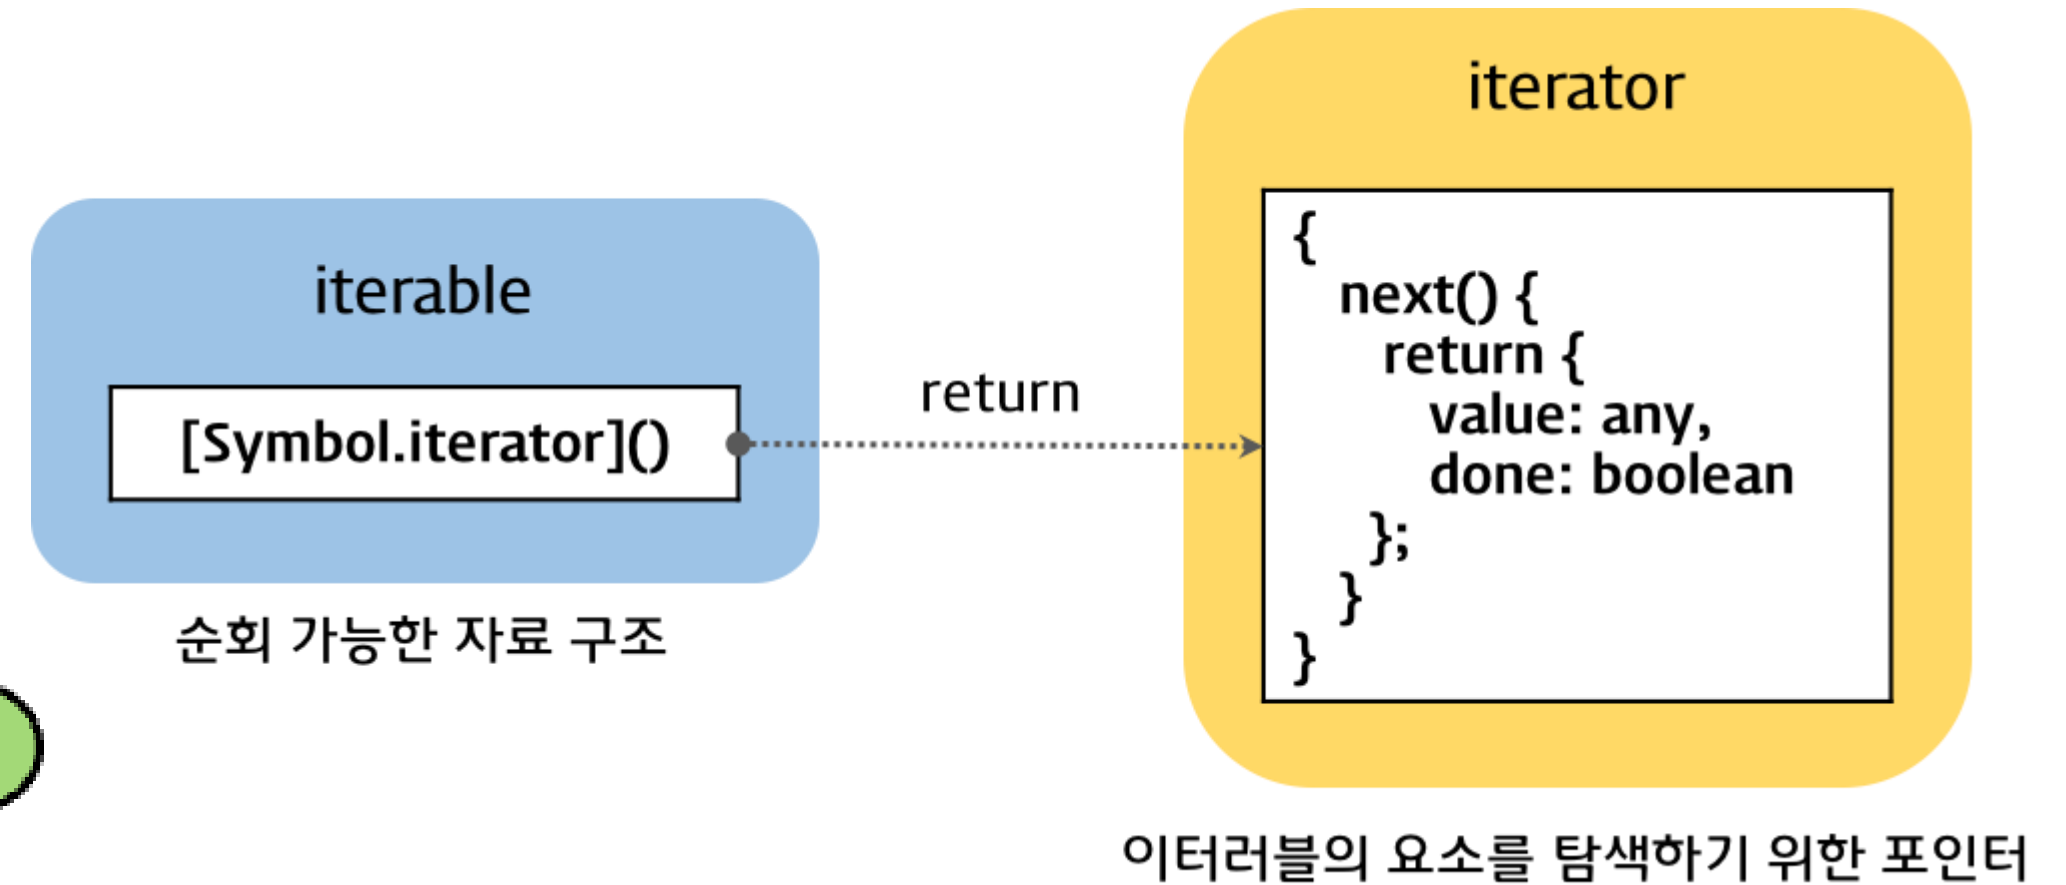 iterable
[Symbol.iterator]()
순회 가능한 자료 구조
return
iterator
{
next() {
return {
value: any,
done: boolean
};
}
}
이터러블의 요소를 탐색하기 위한 포인터